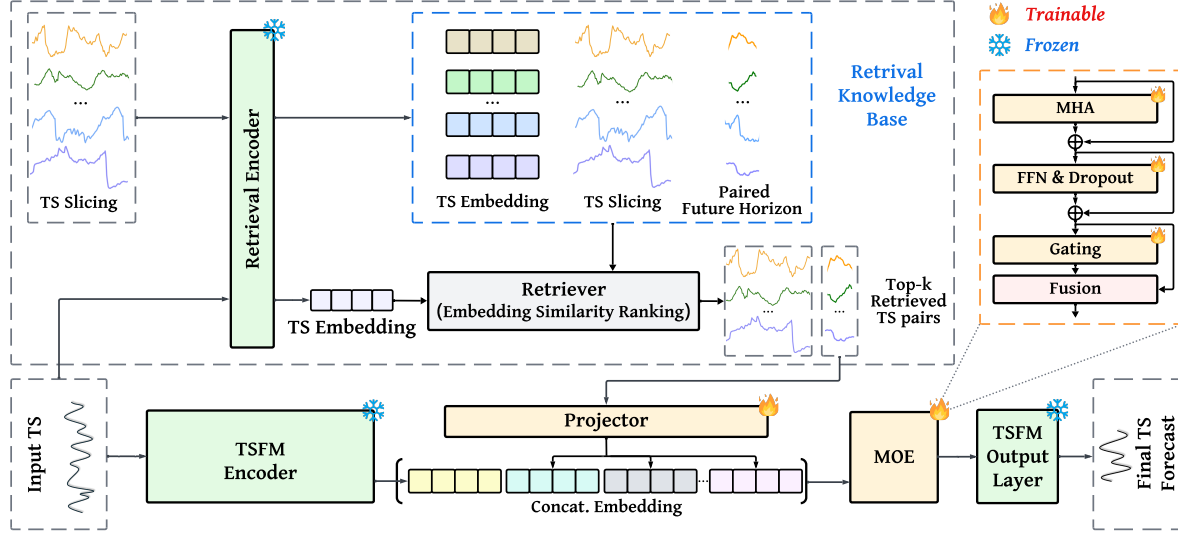 Trainable
Frozen
TS Slicing
Retrieval Encoder
...
TS Embedding
...
TS Slicing
...
Paired
Future Horizon
Retrival
Knowledge
Base
MHA
FFN & Dropout
Gating
Fusion
TS Embedding
Retriever
(Embedding Similarity Ranking)
...
...
Top-k
Retrieved
TS pairs
Input TS
TSFM
Encoder
Projector
...
Concat. Embedding
MOE
TSFM
Output
Layer
Final TS
Forecast